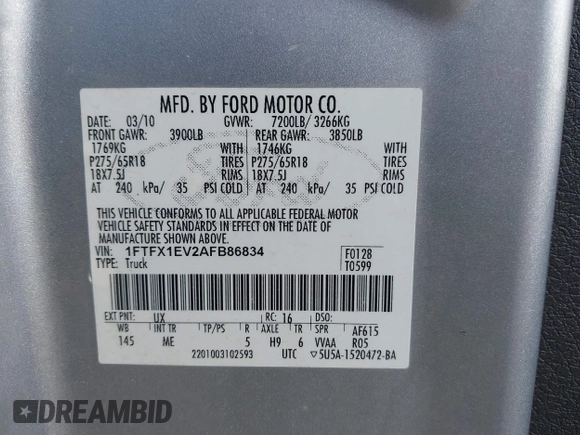 MFD. BY FORD MOTOR CO.
DATE: 03/10 GVWR: 7200LB/ 3266KG
FRONT GAWR: 3900LB REAR GAWR: 3850LB
1769KG WITH 1746KG WITH
P275/65R18 TIRES P275/65R18 TIRES
18X7.5J RIMS 18X7.5J RIMS
AT 240 kPa/ 35 PSI COLD AT 240 kPa/ 35 PSI COLD
THIS VEHICLE CONFORMS TO ALL APPLICABLE FEDERAL MOTOR
VEHICLE SAFETY STANDARDS IN EFFECT ON THE DATE OF
MANUFACTURE SHOWN ABOVE.
VIN: 1FTFX1EV2AFB86834 F0128
TYPE: Truck T0599
EXT PNT: UX RC: 16 DSO:
WB INT TR TP/PS R AXLE TR SPR AF615
145 ME 5 H9 6 VVAA R05
2201003102593 UTC ▽5U5A-1520472-BA
DREAMBID